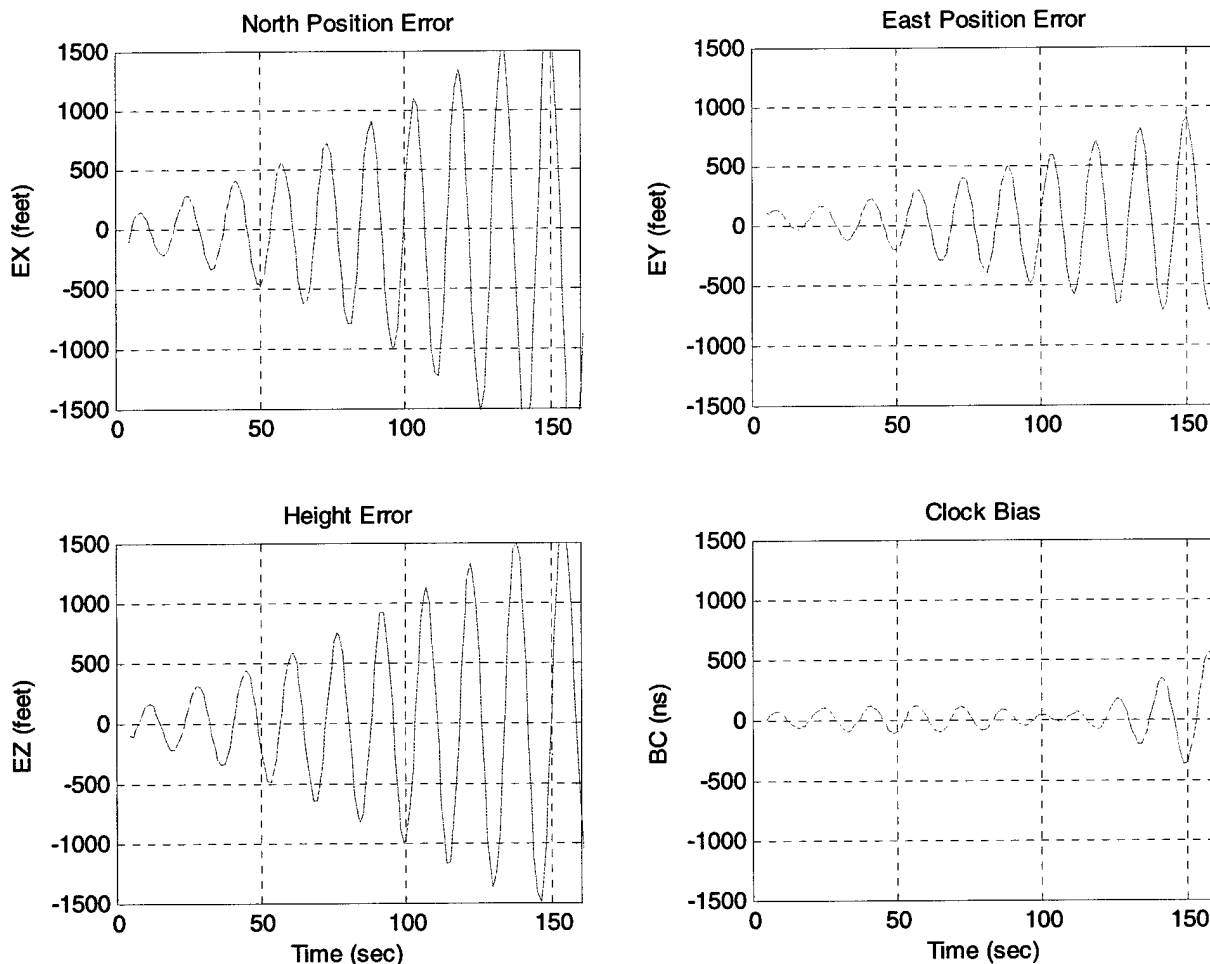 North Position Error
1500
1000
500
0
-500
-1000
-1500
EX (feet)
0 50 100 150
East Position Error
1500
1000
500
0
-500
-1000
-1500
EY (feet)
0 50 100 150
Height Error
1500
1000
500
0
-500
-1000
-1500
EZ (feet)
0 50 100 150
Time (sec)
Clock Bias
1500
1000
500
0
-500
-1000
-1500
BC (ns)
0 50 100 150
Time (sec)